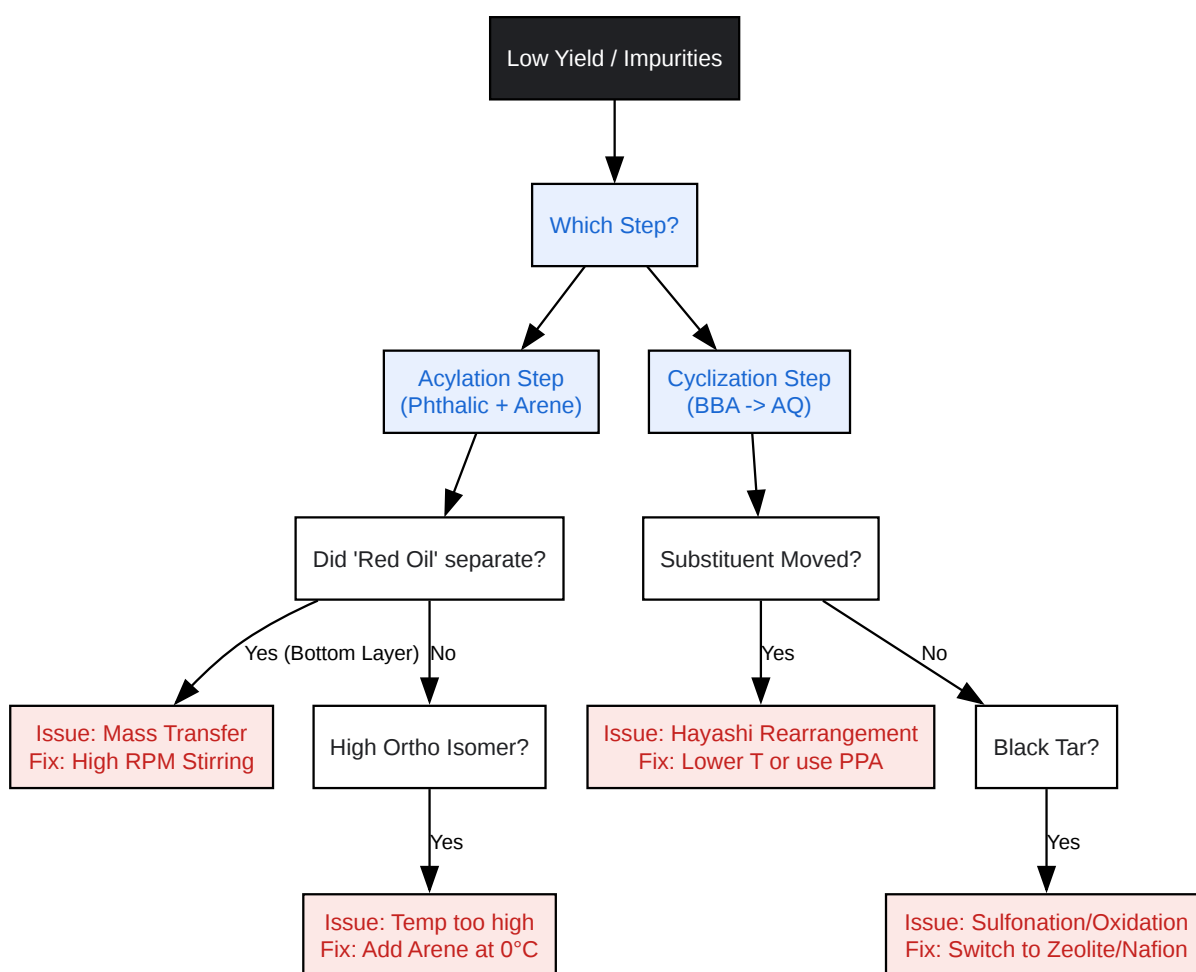 Low Yield / Impurities
Which Step?
Acylation Step
(Phthalic + Arene)
Cyclization Step
(BBA -> AQ)
Did 'Red Oil' separate?
Substituent Moved?
Yes (Bottom Layer)
No
Yes
No
Issue: Mass Transfer
Fix: High RPM Stirring
High Ortho Isomer?
Issue: Hayashi Rearrangement
Fix: Lower T or use PPA
Black Tar?
Yes
Yes
Issue: Temp too high
Fix: Add Arene at 0°C
Issue: Sulfonation/Oxidation
Fix: Switch to Zeolite/Nafion